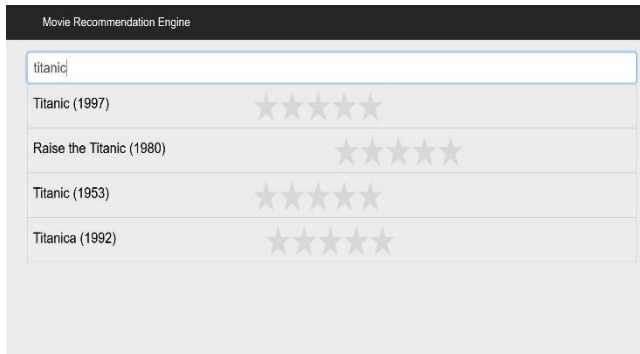 Movie Recommendation Engine
titanic
Titanic (1997)
Raise the Titanic (1980)
Titanic (1953)
Titanica (1992)